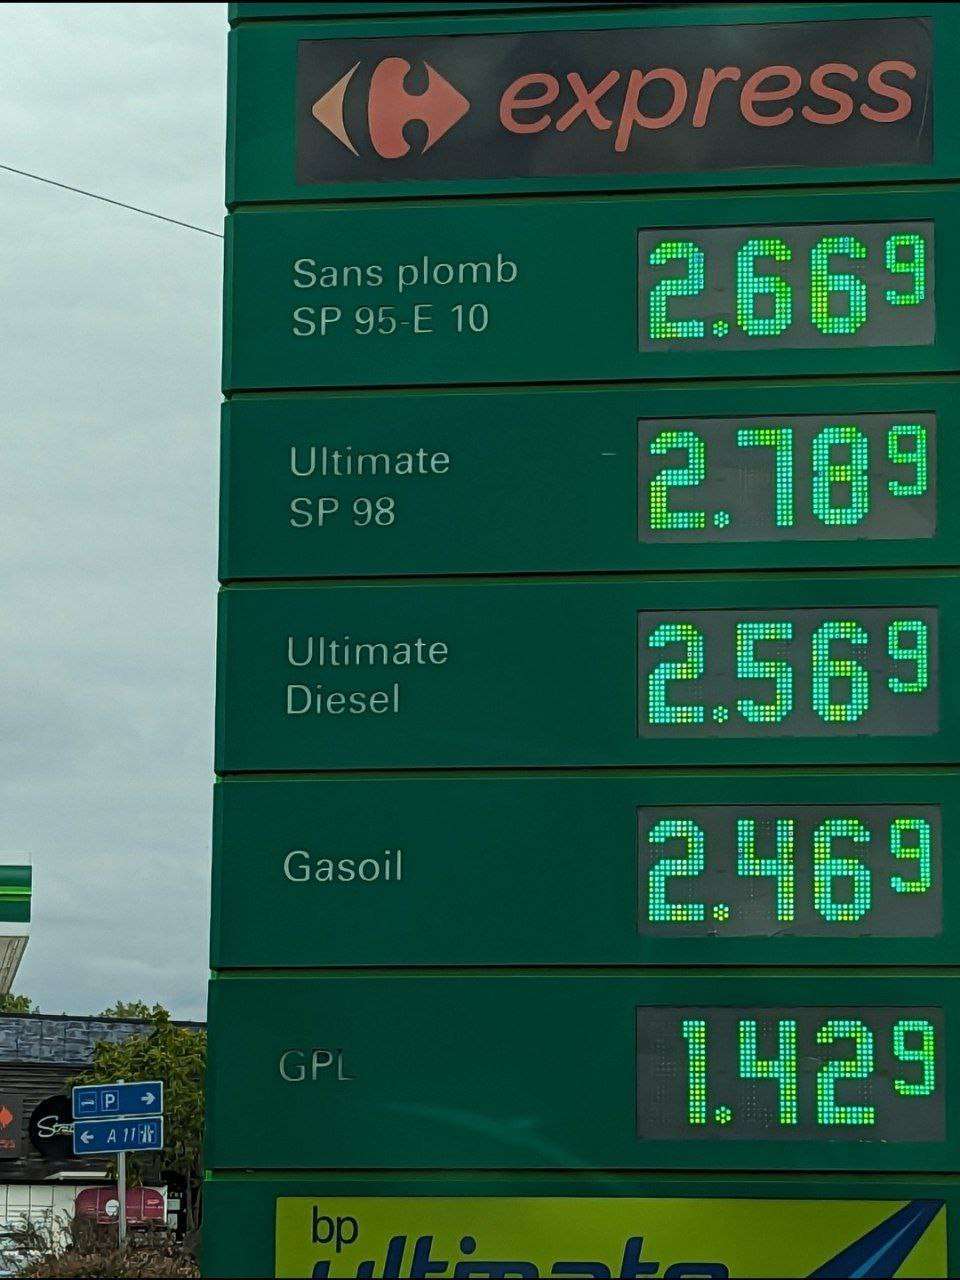 express
Sans plomb
SP 95-E 10
2.669
Ultimate
SP 98
2.789
Ultimate
Diesel
2.569
Gasoil
2.469
GPL
1.429
P
A 11
bp
ultimate